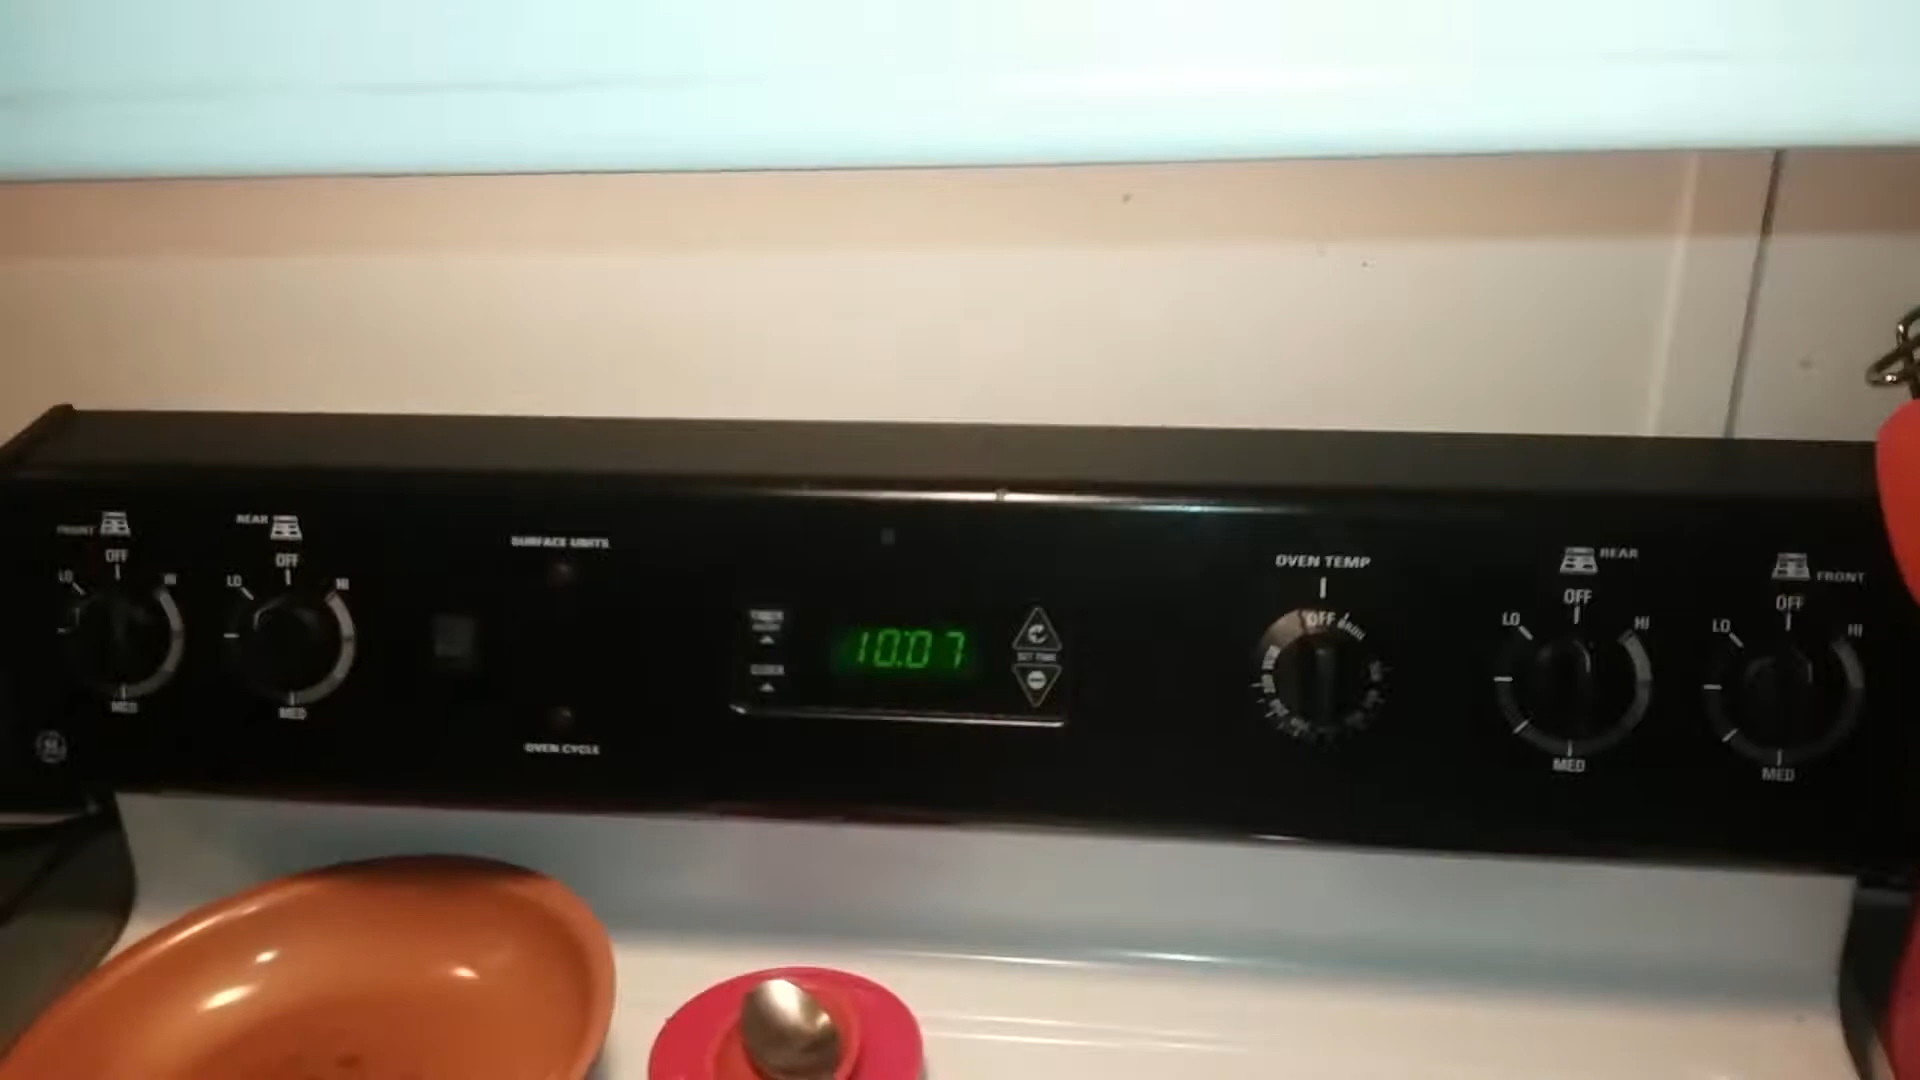 FRONT
OFF
LO
HI
MED
REAR
OFF
LO
HI
MED
SURFACE UNITS
OVEN CYCLE
TIMER
CLOCK
10:07
SET TIME
OVEN TEMP
OFF
REAR
OFF
LO
HI
MED
FRONT
OFF
LO
HI
MED
GE